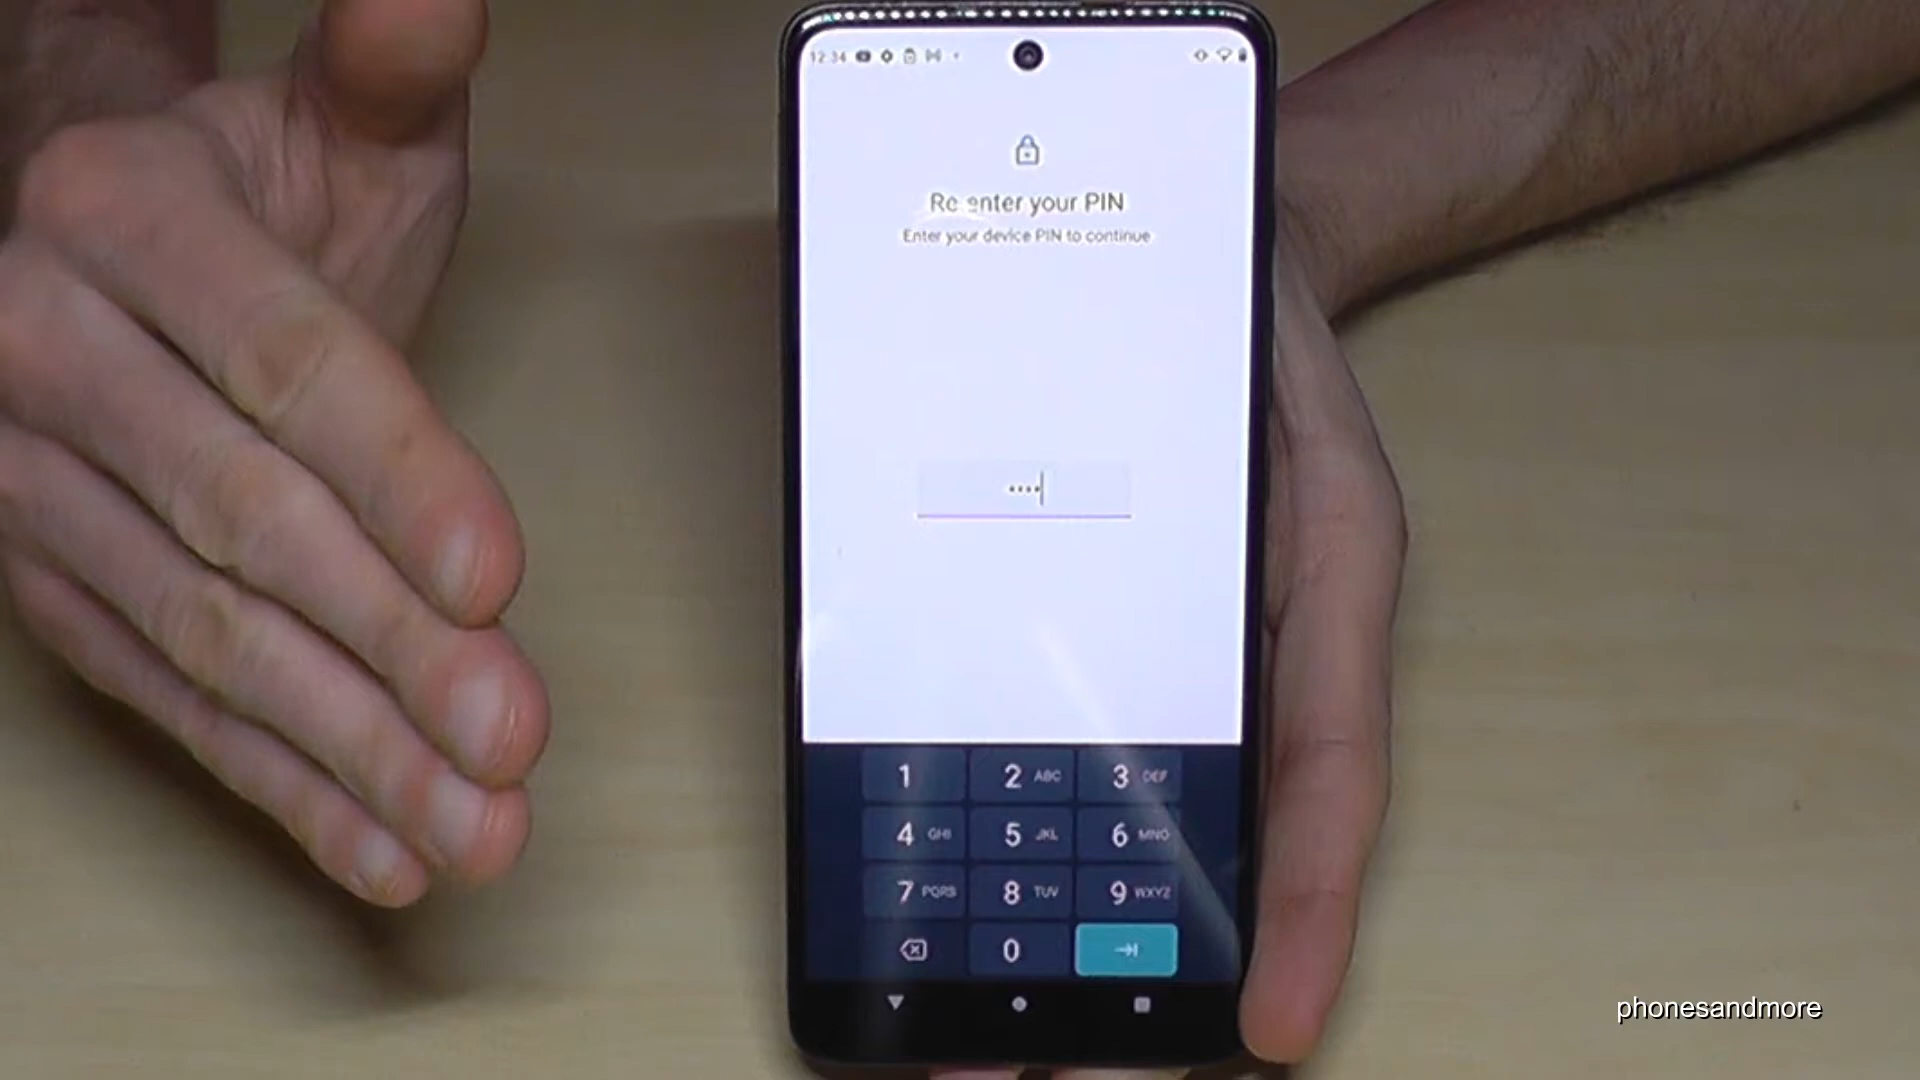 12:34
Re-enter your PIN
Enter your device PIN to continue
••••
1 2 ABC 3 DEF
4 GHI 5 JKL 6 MNO
7 PQRS 8 TUV 9 WXYZ
0
phonesandmore